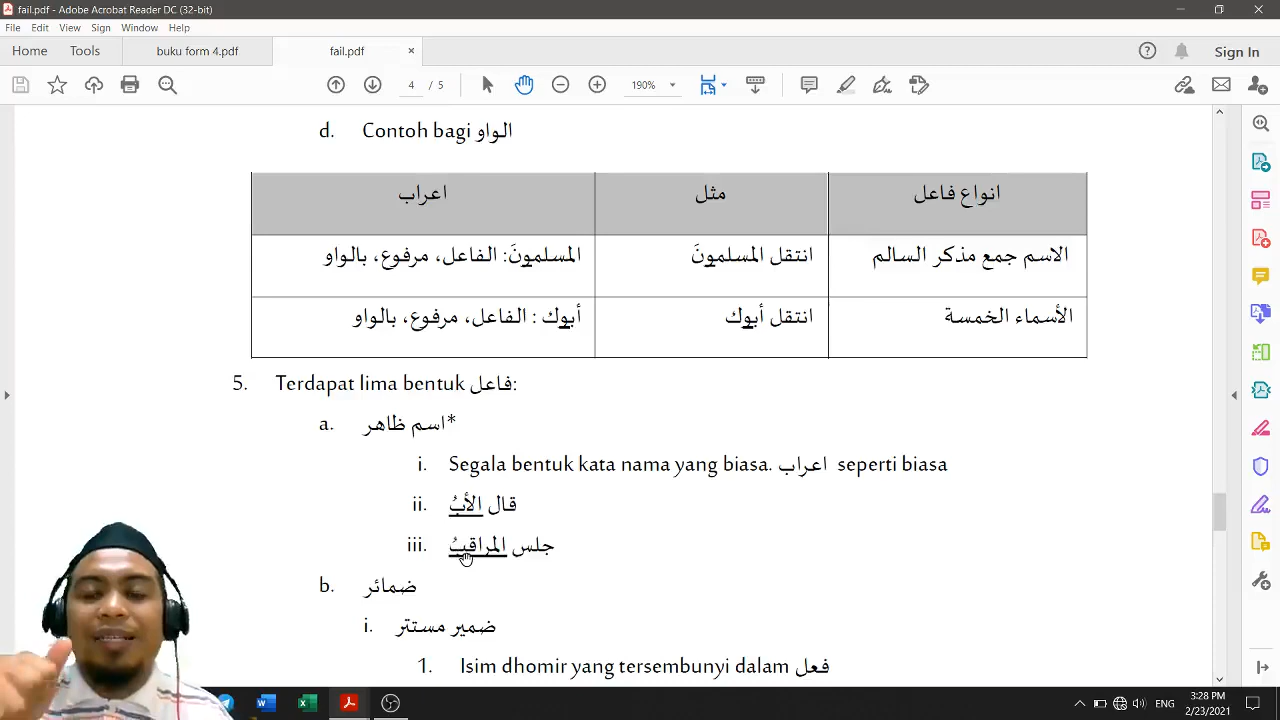 fail.pdf - Adobe Acrobat Reader DC (32-bit)
File Edit View Sign Window Help
Home Tools buku form 4.pdf fail.pdf × Sign In
4 / 5 190%
d. Contoh bagi الواو
انواع فاعل مثل اعراب
الاسم جمع مذكر السالم انتقل المسلمونَ المسلمونَ: الفاعل، مرفوع، بالواو
الأسماء الخمسة انتقل أبوك أبوك : الفاعل، مرفوع، بالواو
5. Terdapat lima bentuk فاعل:
a. اسم ظاهر*
i. Segala bentuk kata nama yang biasa. اعراب seperti biasa
ii. قال الأبُ
iii. جلس المراقبُ
b. ضمائر
i. ضمير مستتر
1. Isim dhomir yang tersembunyi dalam فعل
ENG 3:28 PM
2/23/2021